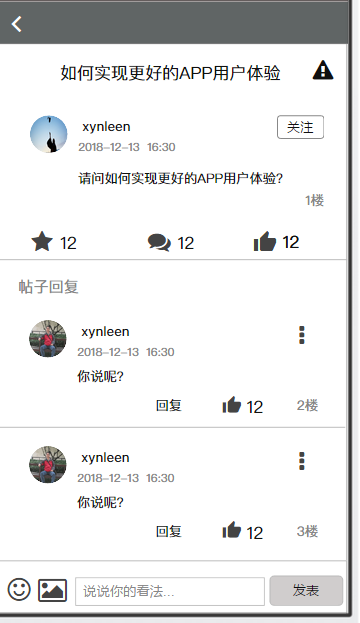 如何实现更好的APP用户体验
xynleen
关注
2018-12-13 16:30
请问如何实现更好的APP用户体验?
1楼
12 12 12
帖子回复
xynleen
2018-12-13 16:30
你说呢?
回复 12 2楼
xynleen
2018-12-13 16:30
你说呢?
回复 12 3楼
说说你的看法... 发表